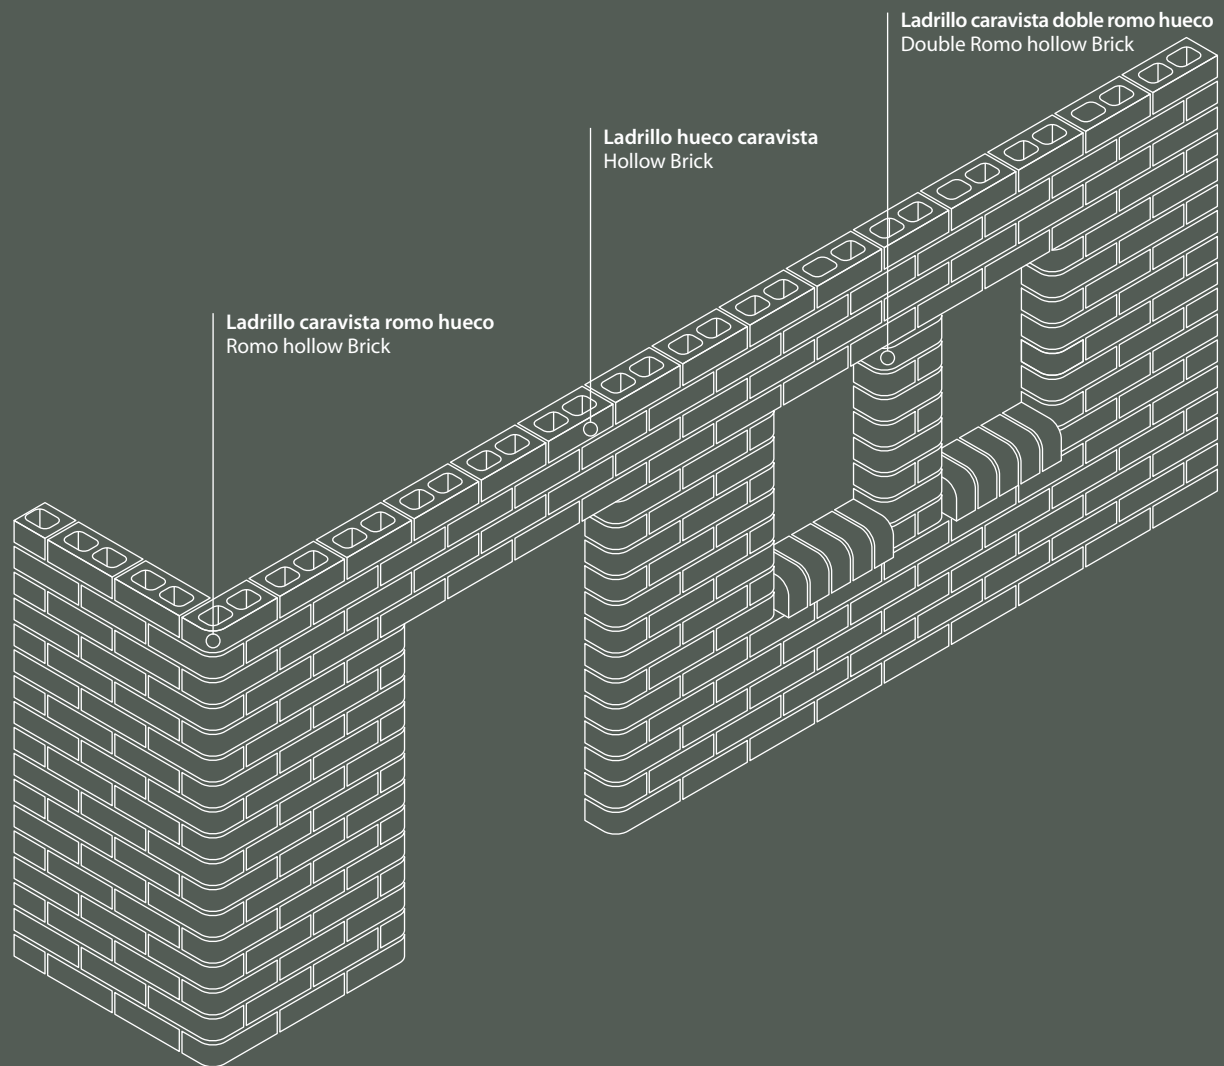 Ladrillo caravista doble romo hueco
Double Romo hollow Brick
Ladrillo hueco caravista
Hollow Brick
Ladrillo caravista romo hueco
Romo hollow Brick